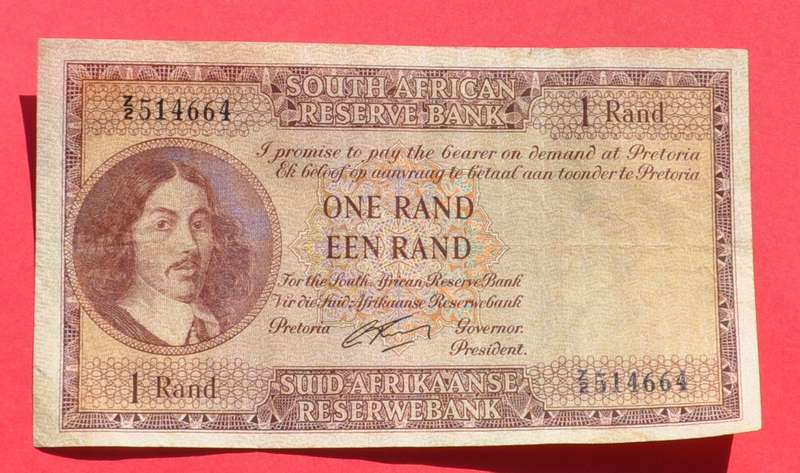 SOUTH AFRICAN
RESERVE BANK
Z/2 514664
1 Rand
I promise to pay the bearer on demand at Pretoria
Ek beloof op aanvraag te betaal aan toonder te Pretoria
ONE RAND
EEN RAND
For the South African Reserve Bank
Vir die Suid-Afrikaanse Reserwebank
Pretoria Governor.
President.
1 Rand
Z/2 514664
SUID-AFRIKAANSE
RESERWEBANK